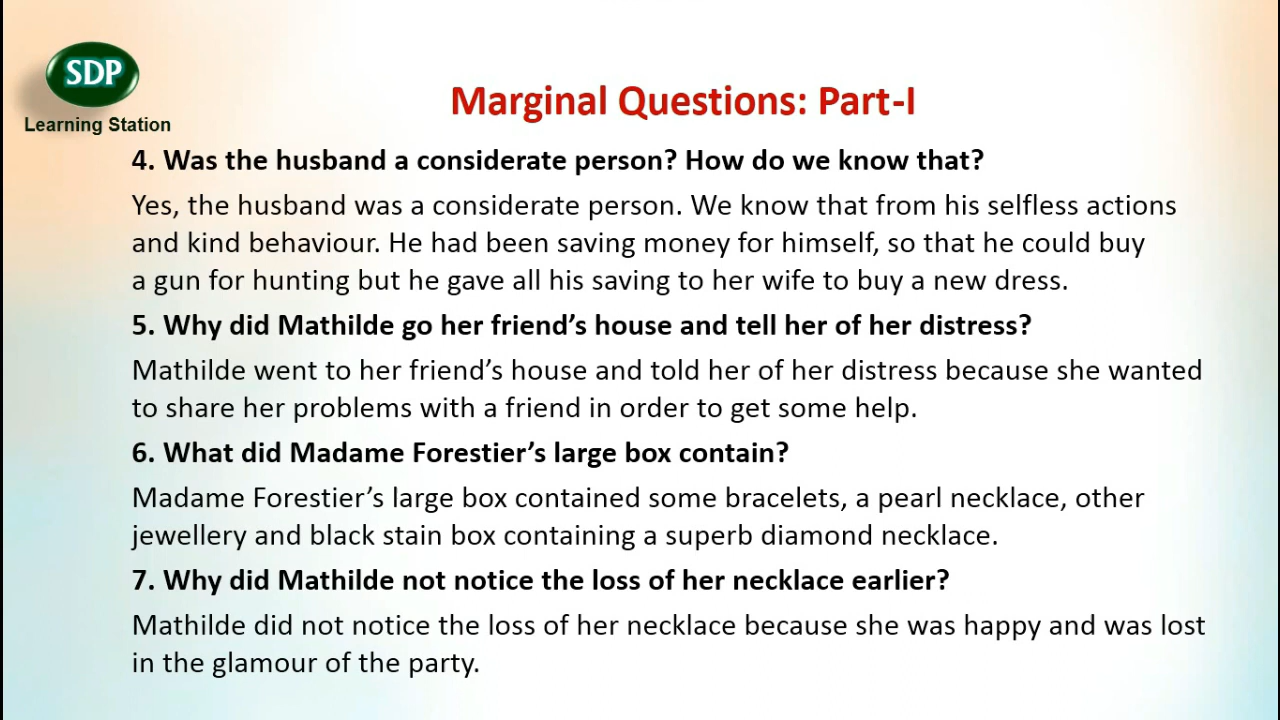 SDP
Learning Station
Marginal Questions: Part-I
4. Was the husband a considerate person? How do we know that?
Yes, the husband was a considerate person. We know that from his selfless actions
and kind behaviour. He had been saving money for himself, so that he could buy
a gun for hunting but he gave all his saving to her wife to buy a new dress.
5. Why did Mathilde go her friend’s house and tell her of her distress?
Mathilde went to her friend’s house and told her of her distress because she wanted
to share her problems with a friend in order to get some help.
6. What did Madame Forestier’s large box contain?
Madame Forestier’s large box contained some bracelets, a pearl necklace, other
jewellery and black stain box containing a superb diamond necklace.
7. Why did Mathilde not notice the loss of her necklace earlier?
Mathilde did not notice the loss of her necklace because she was happy and was lost
in the glamour of the party.